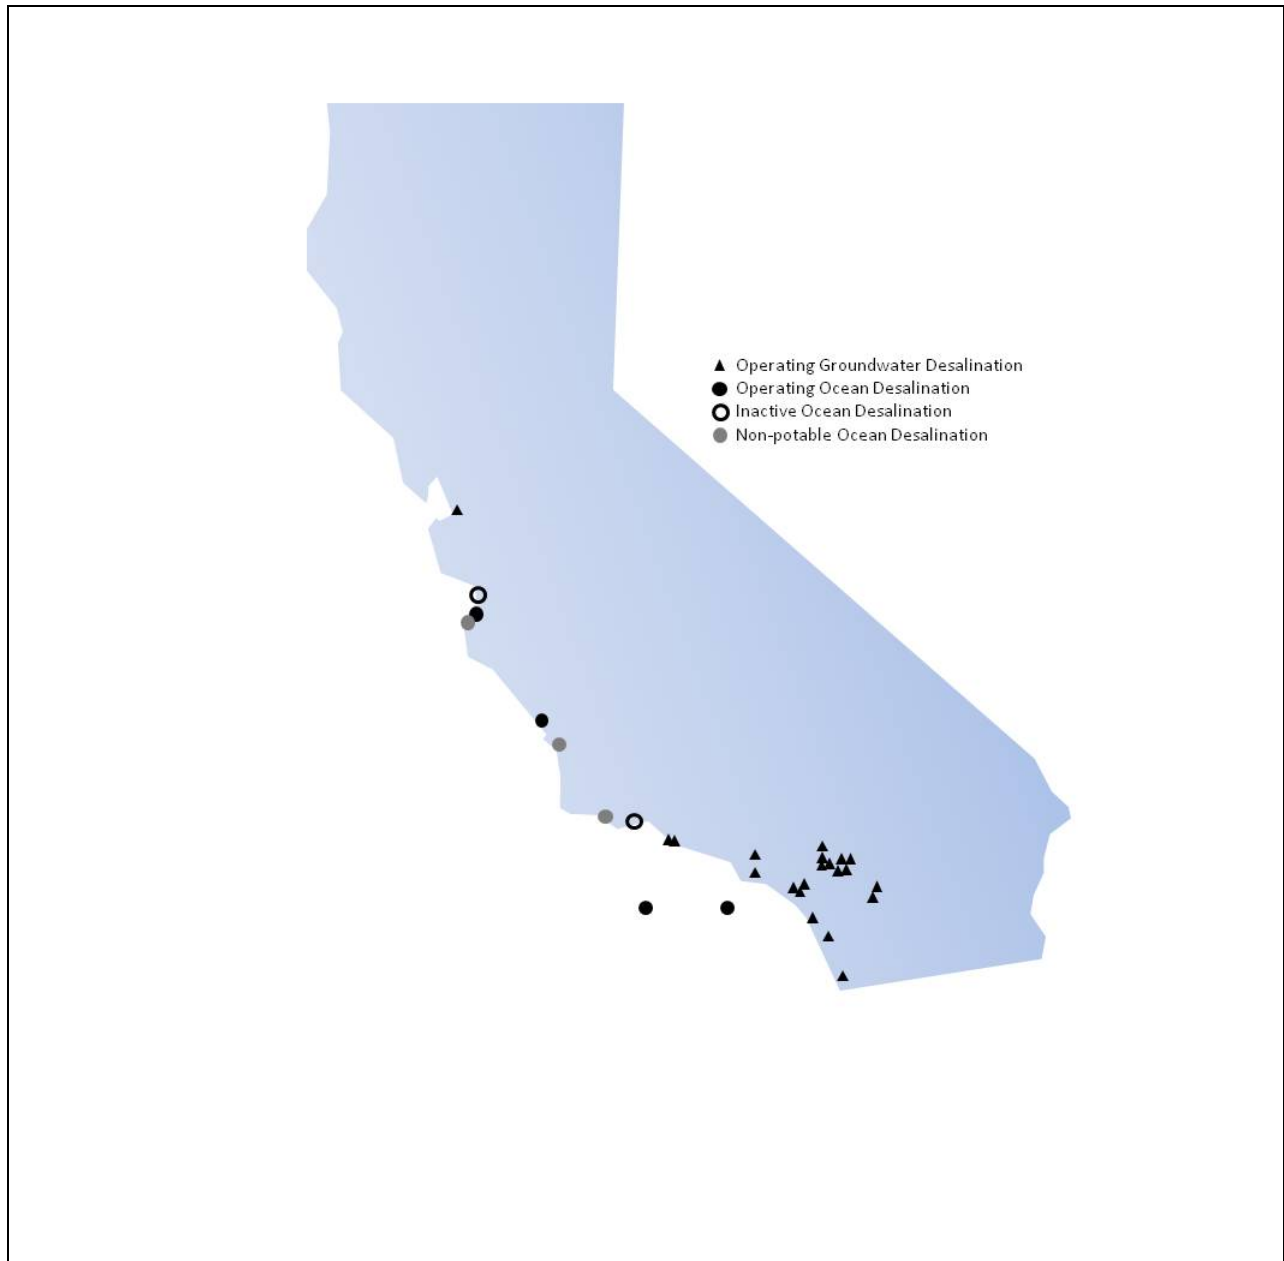 Operating Groundwater Desalination
Operating Ocean Desalination
Inactive Ocean Desalination
Non-potable Ocean Desalination